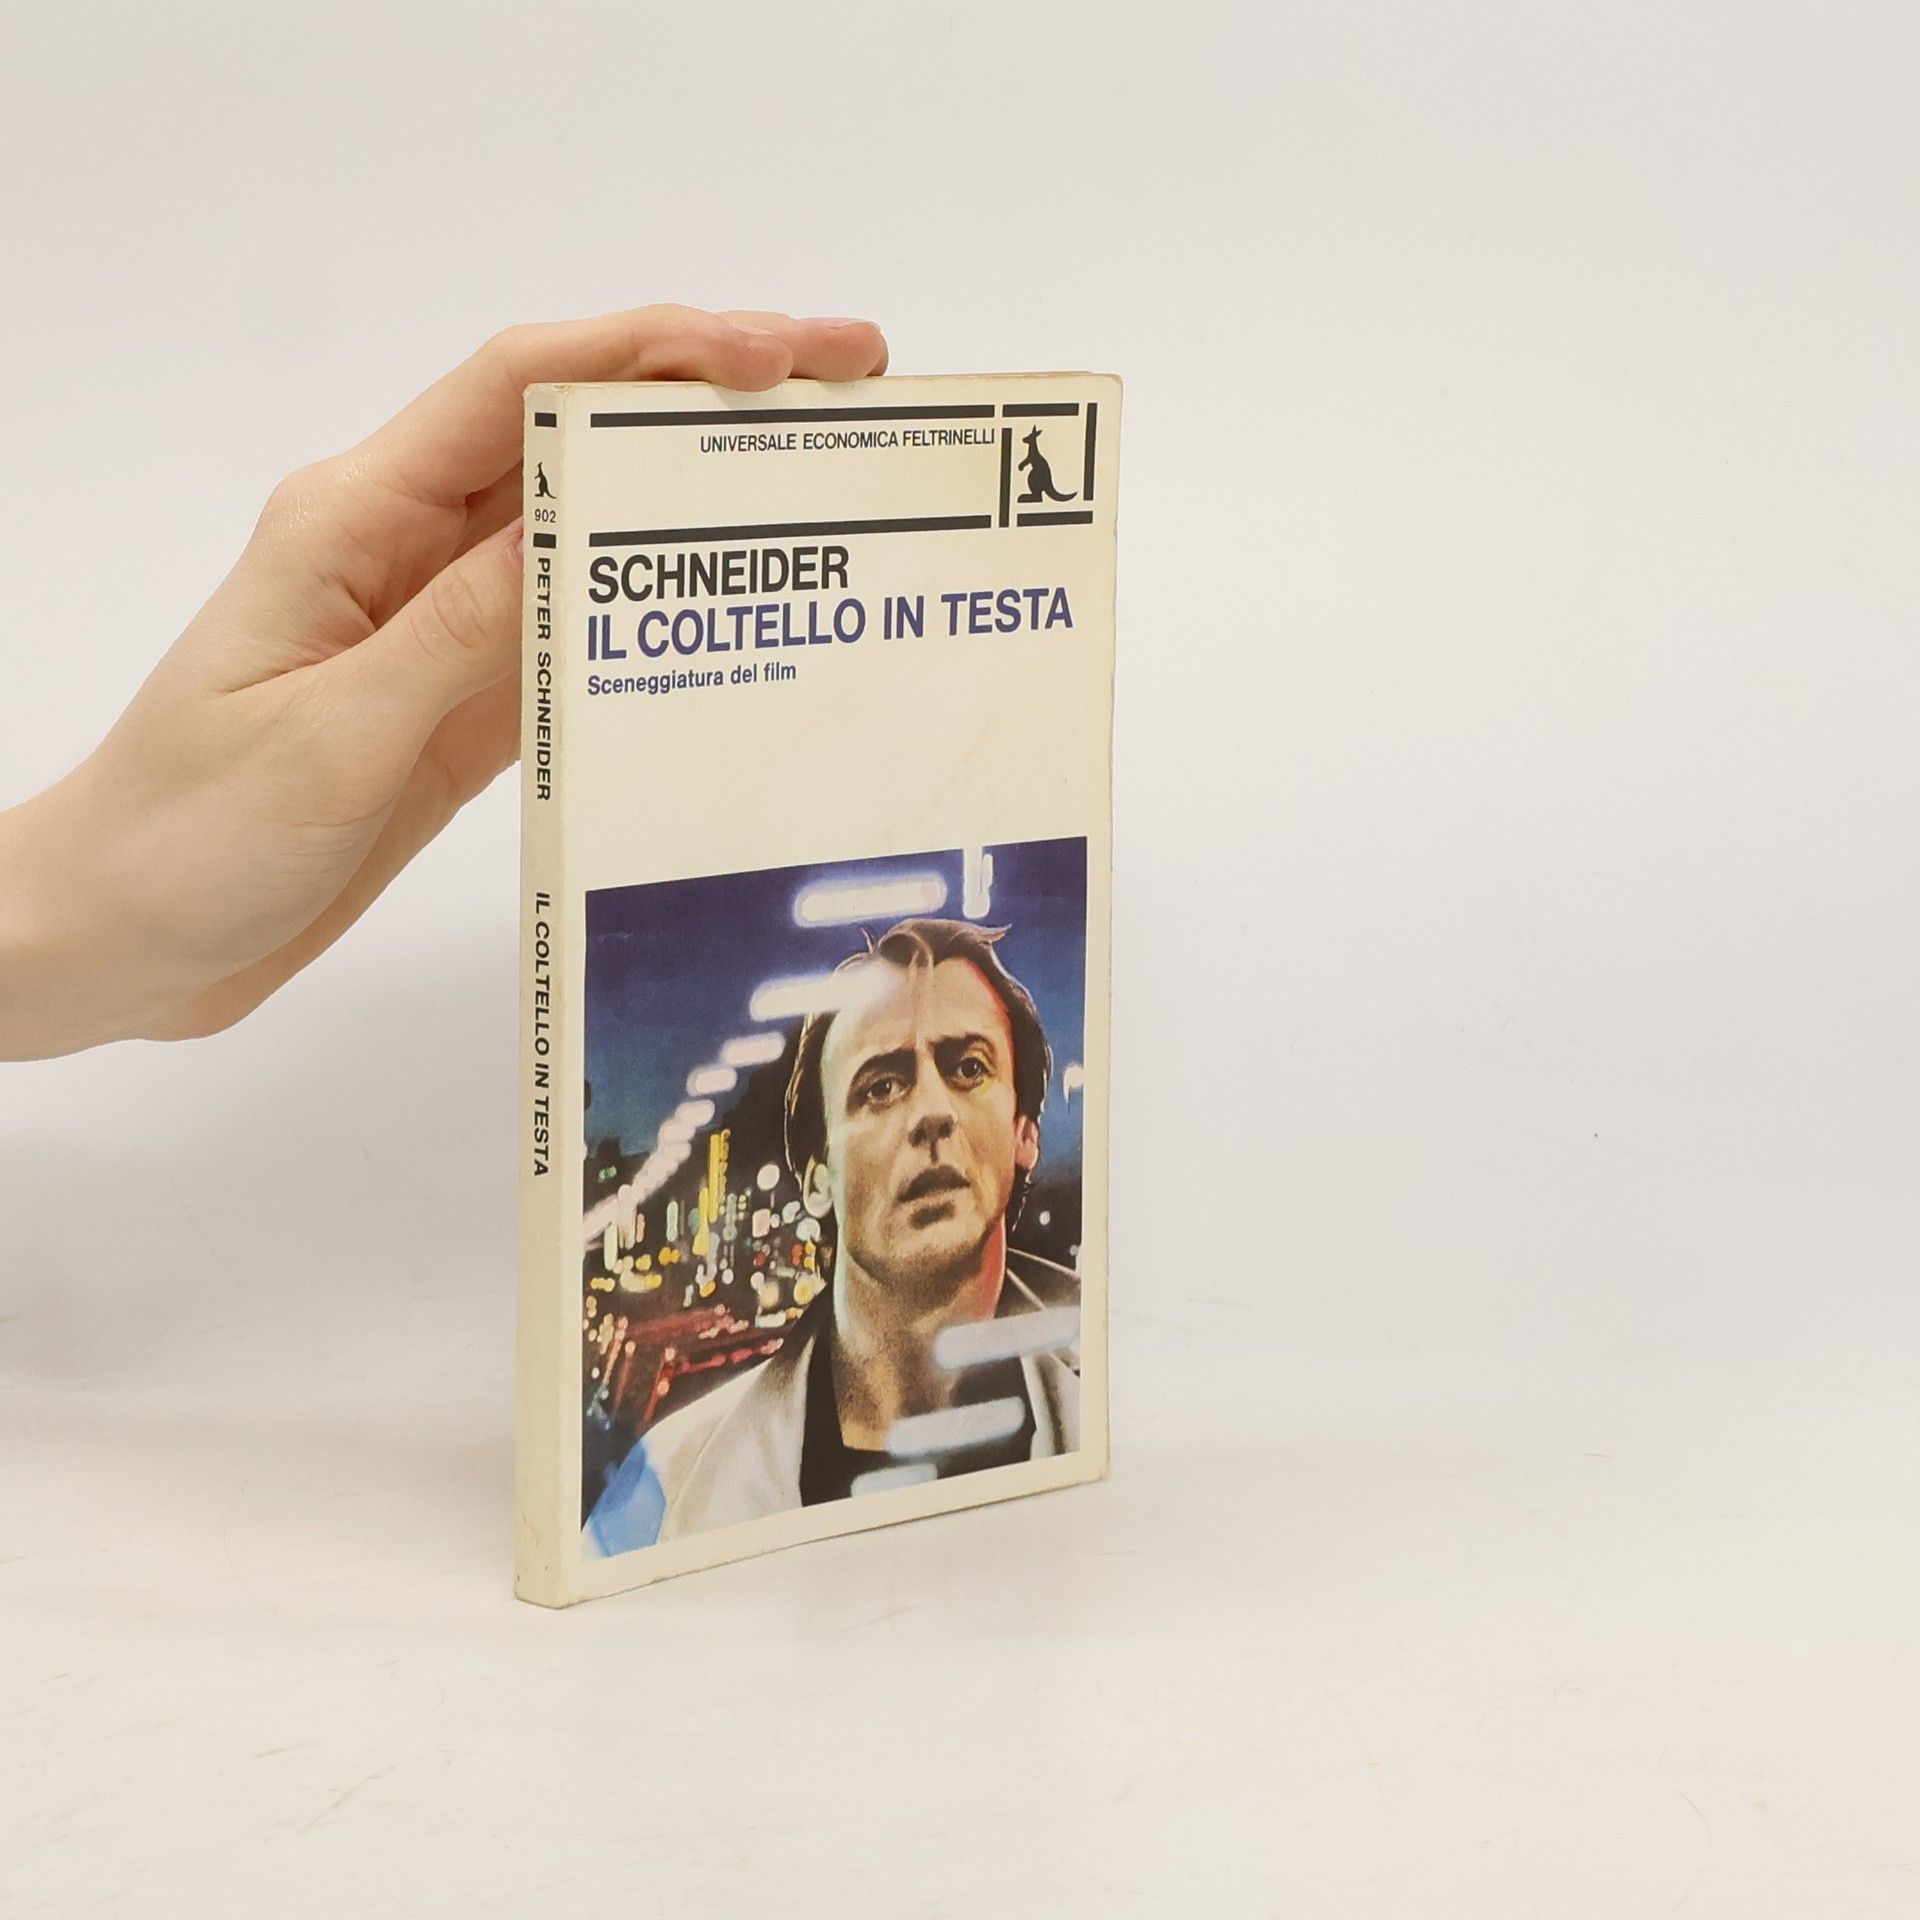 UNIVERSALE ECONOMICA FELTRINELLI
SCHNEIDER
IL COLTELLO IN TESTA
Sceneggiatura del film
902
PETER SCHNEIDER IL COLTELLO IN TESTA